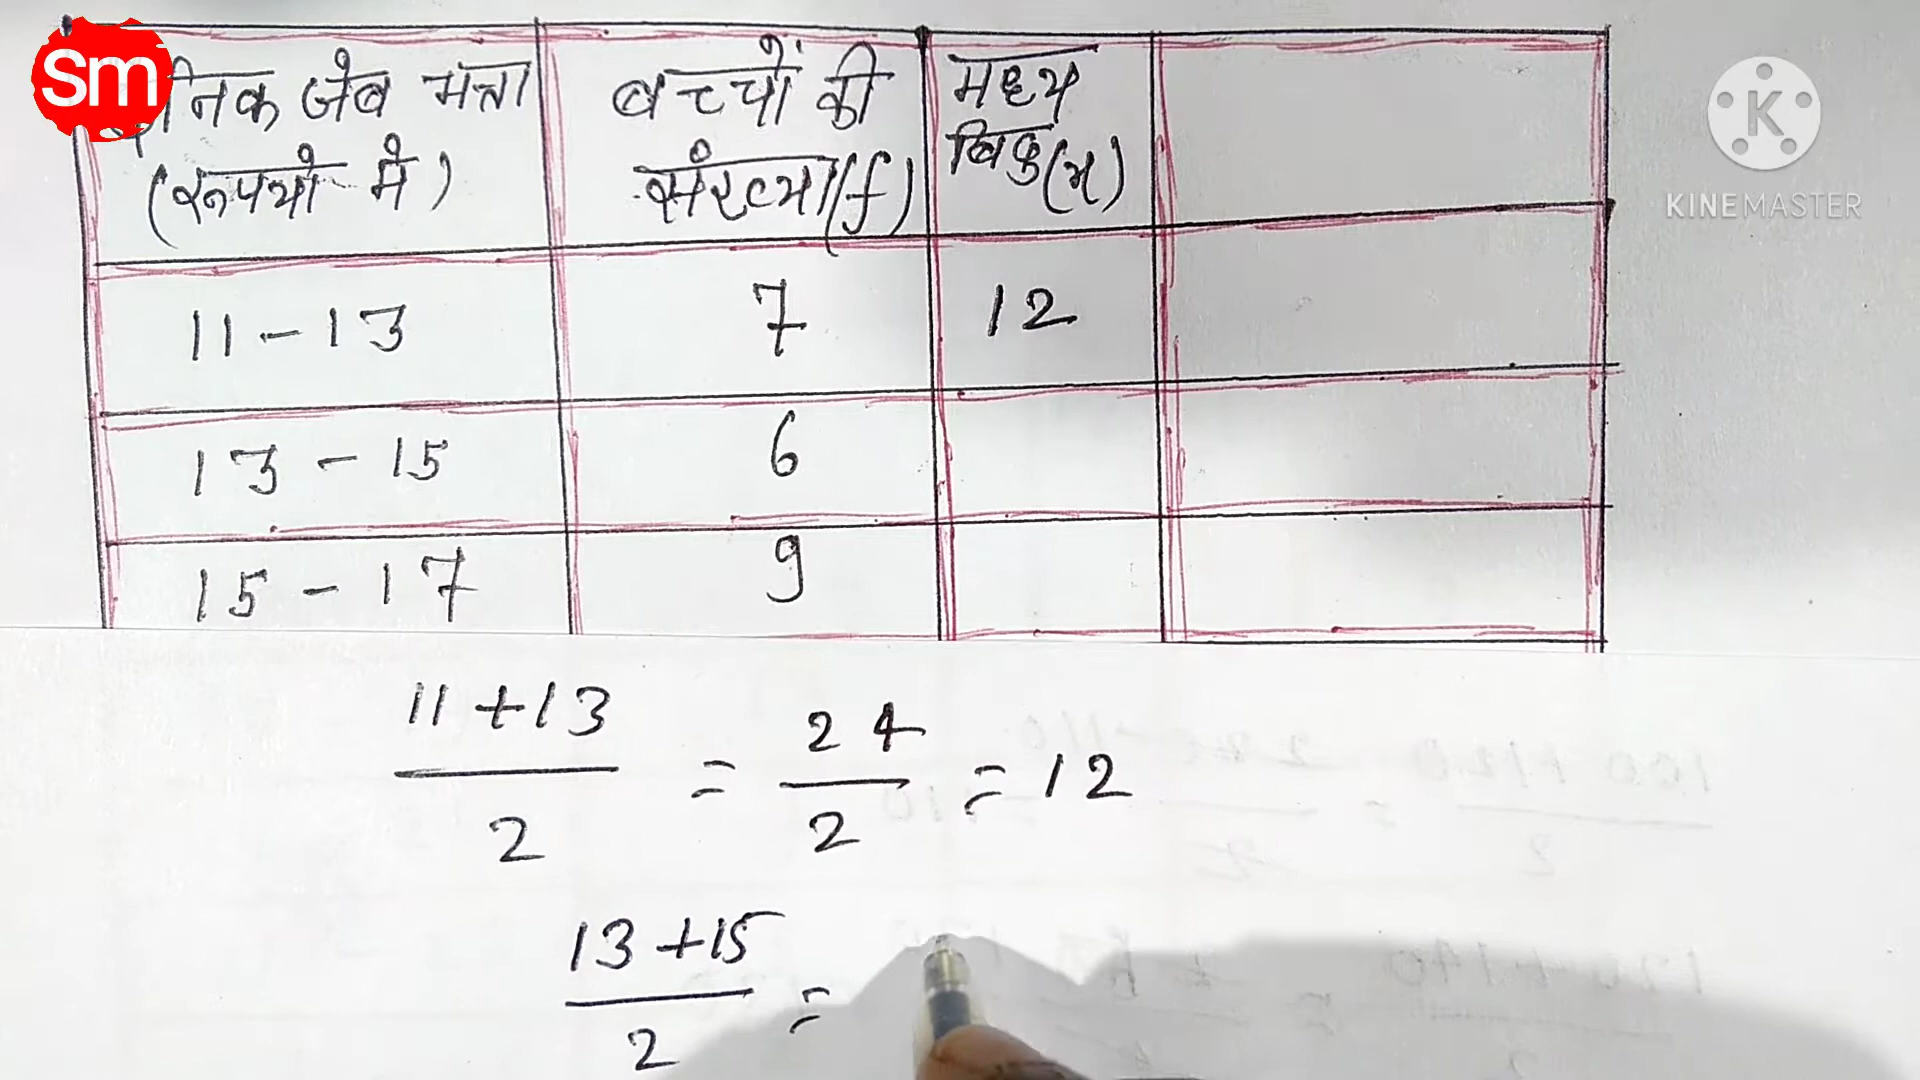 Sm
निक जेब भत्ता
(रूपयो में)
बच्चों की
संख्या(f)
मध्य
बिंदु(x)
11-13 7 12
13-15 6
15-17 9
11+13/2 = 24/2 = 12
13+15/2 =
K
KINEMASTER